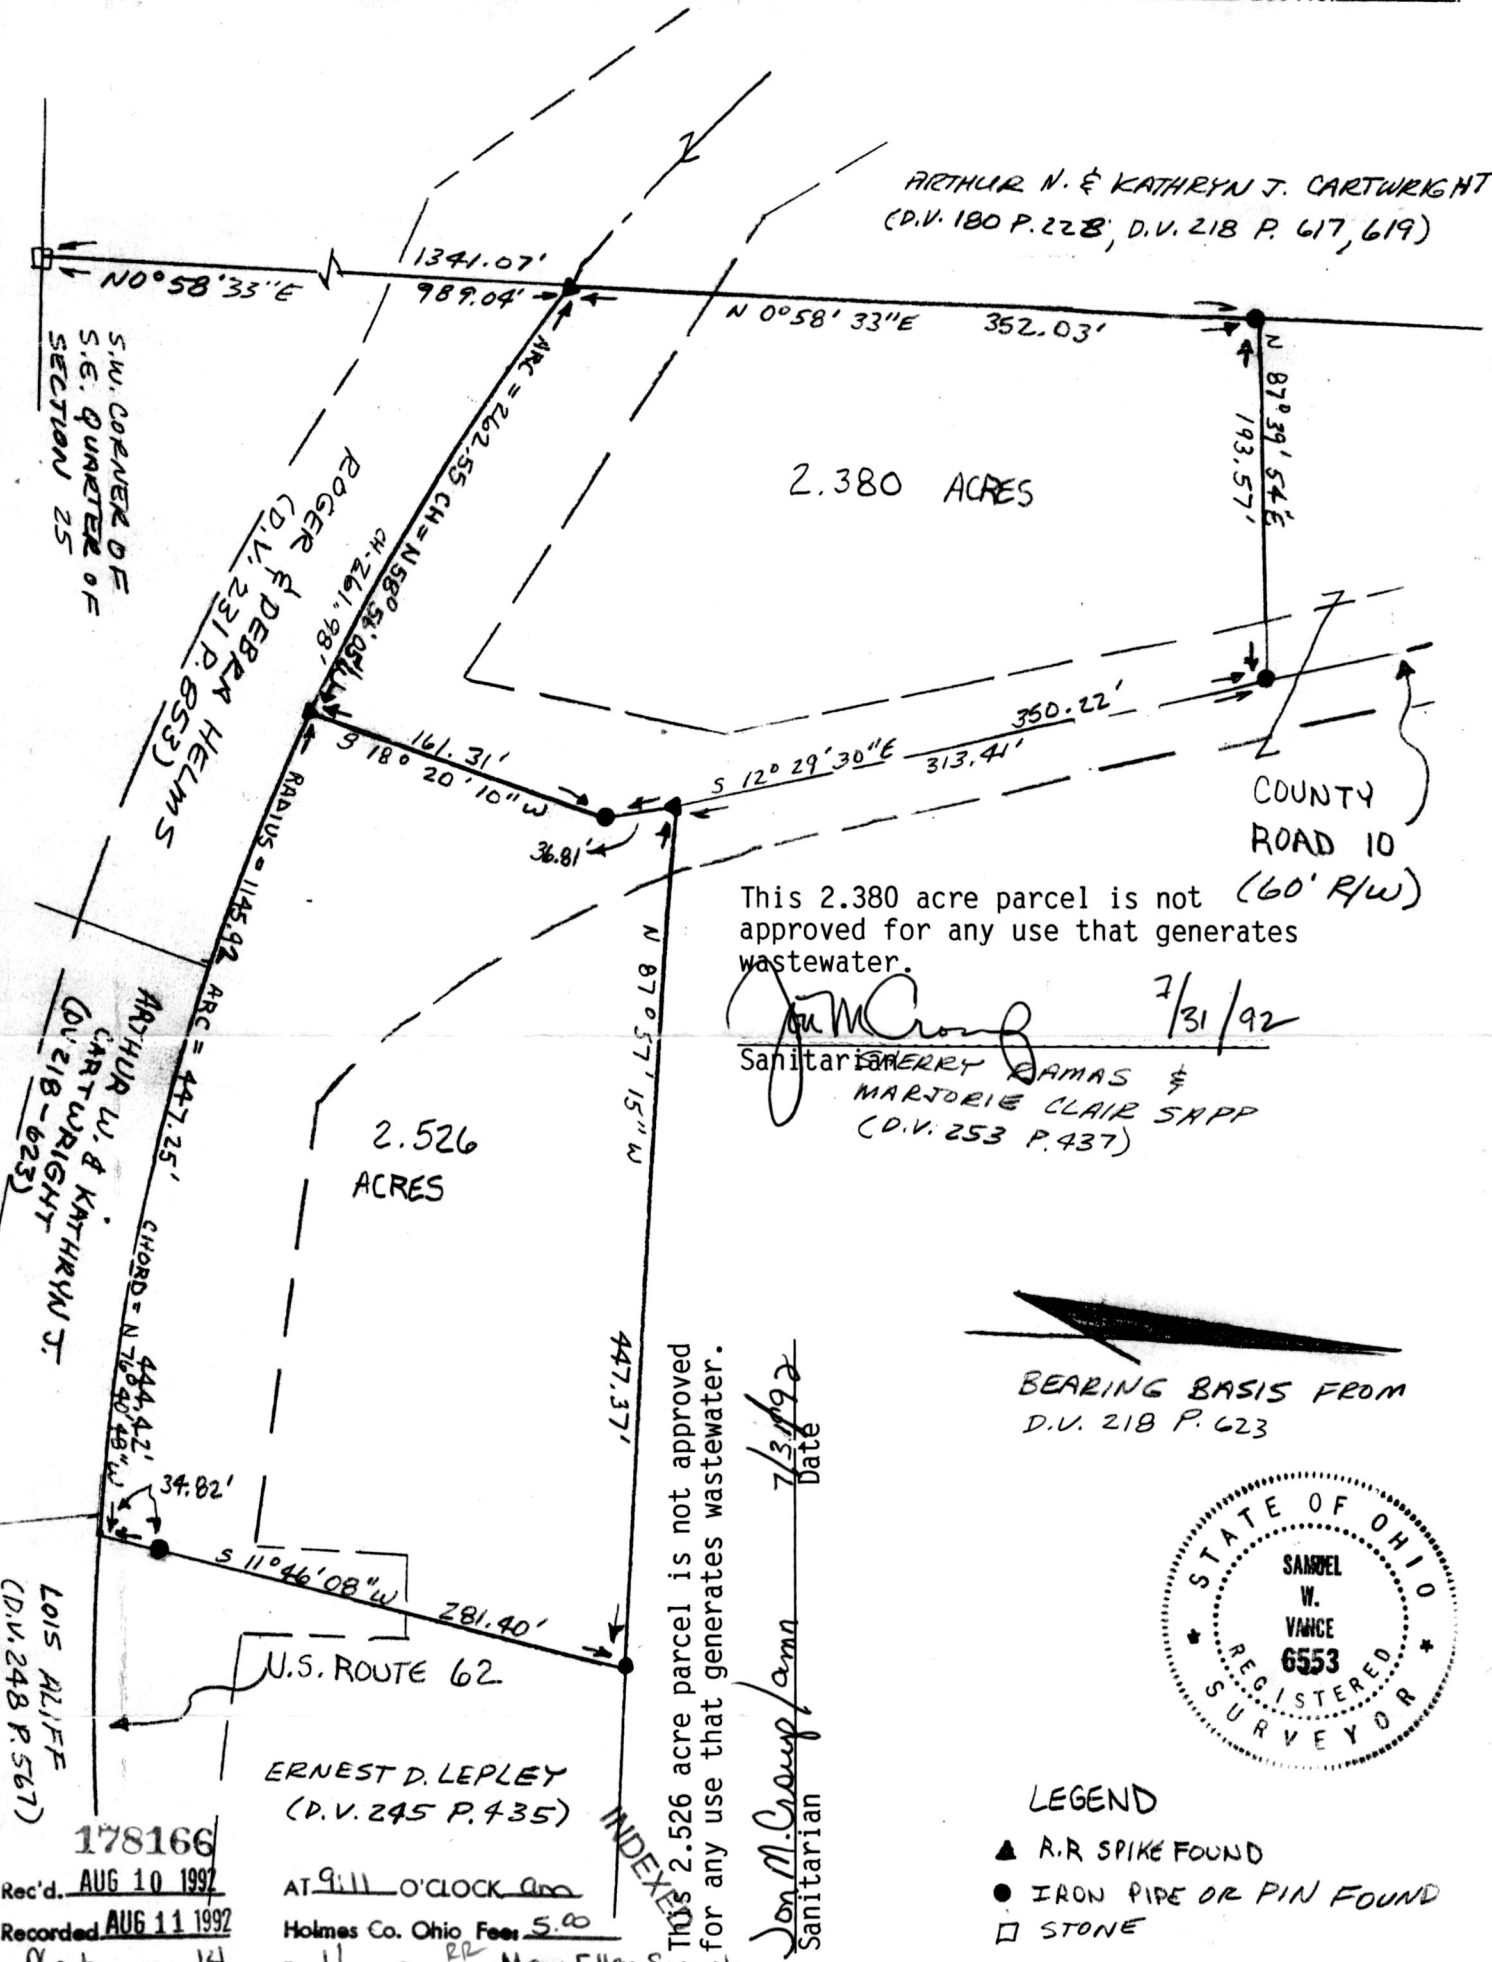 ARTHUR N. & KATHRYN J. CARTWRIGHT
(D.V. 180 P. 228, D.V. 218 P. 617, 619)
1341.07'
N 0° 58' 33" E
989.04'
N 0° 58' 33" E 352.03'
S.W. CORNER OF
S.E. QUARTER OF
SECTION 25
N 87° 39' 54" E
193.57'
ARC = 262.55 CH = N 58° 56' 05" W
CH - 261.98'
2.380 ACRES
ROGER & DEBRA HELMS
(D.V. 231 P. 853)
161.31'
S 18° 20' 10" W
36.81'
350.22'
S 12° 29' 30" E 313.41'
COUNTY
ROAD 10
(60' R/W)
RADIUS = 1145.92 ARC = 447.25' CHORD = N 76° 40' 48" W
444.42'
This 2.380 acre parcel is not
approved for any use that generates
wastewater.
7/31/92
Sanitarian
SHERRY RAMAS &
MARJORIE CLAIR SAPP
(D.V. 253 P. 437)
ARTHUR W. & KATHRYN J.
CARTWRIGHT
(D.V. 218-623)
N 87° 57' 15" W
447.37'
2.526
ACRES
34.82'
S 11° 46' 08" W 281.40'
U.S. ROUTE 62
LOIS ALIFF
(D.V. 248 P. 567)
ERNEST D. LEPLEY
(D.V. 245 P. 435)
This 2.526 acre parcel is not approved
for any use that generates wastewater.
Sanitarian Date
BEARING BASIS FROM
D.V. 218 P. 623
STATE OF OHIO
SAMUEL
W.
VANCE
6553
REGISTERED
SURVEYOR
LEGEND
R.R SPIKE FOUND
IRON PIPE OR PIN FOUND
STONE
INDEXED
178166
Rec'd. AUG 10 1992 AT 9:11 O'CLOCK am
Recorded AUG 11 1992 Holmes Co. Ohio Fees 5.00